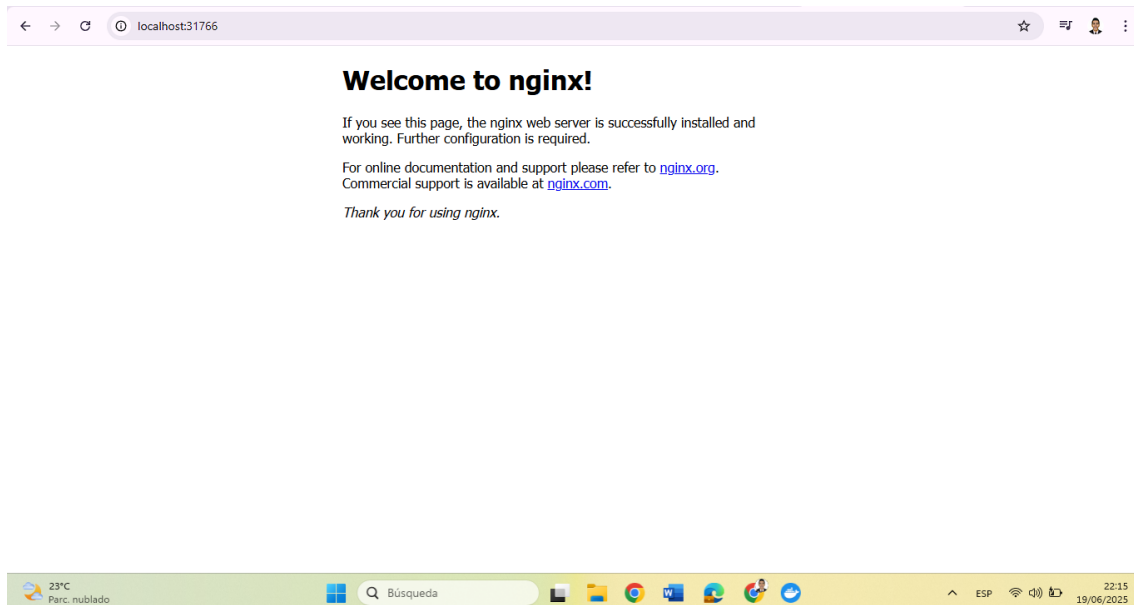 localhost:31766
Welcome to nginx!
If you see this page, the nginx web server is successfully installed and
working. Further configuration is required.
For online documentation and support please refer to nginx.org.
Commercial support is available at nginx.com.
Thank you for using nginx.
23°C
Parc. nublado
Búsqueda
ESP
22:15
19/06/2025